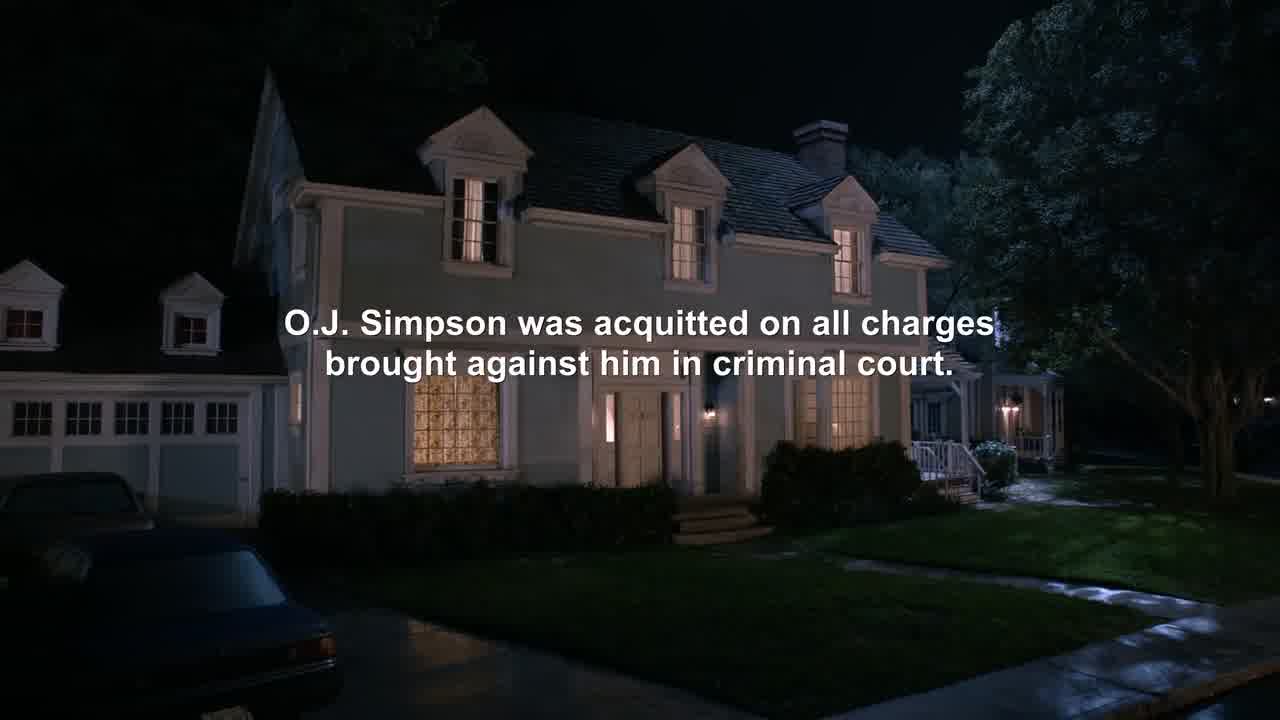 O.J. Simpson was acquitted on all charges
brought against him in criminal court.